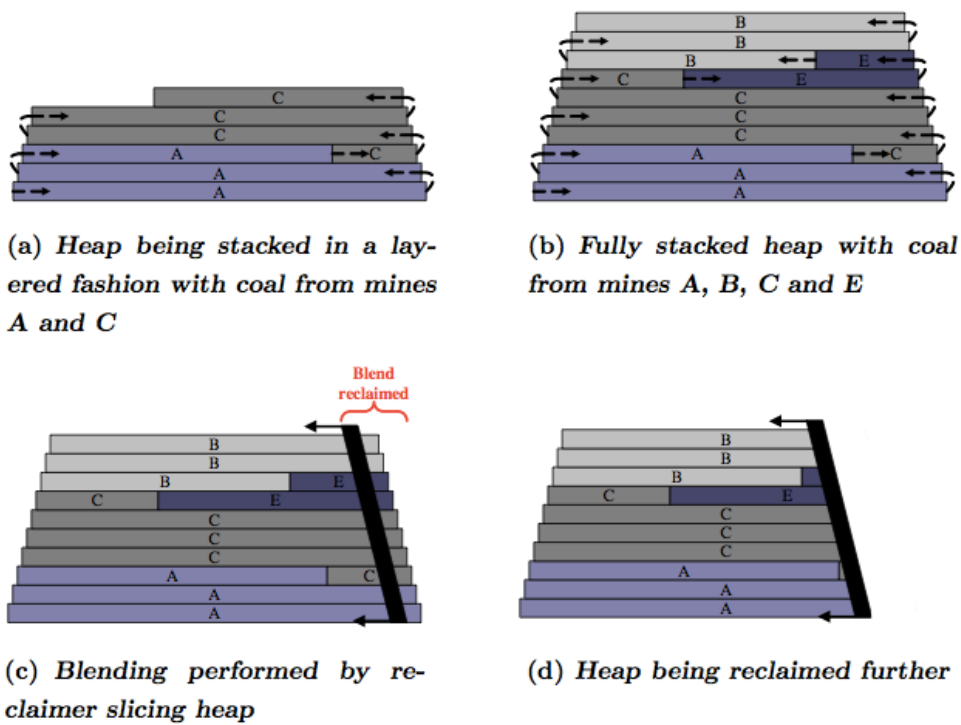 C
C
C
A C
A
A
(a) Heap being stacked in a lay-
ered fashion with coal from mines
A and C
B
B
B E
C E
C
C
C
A C
A
A
(b) Fully stacked heap with coal
from mines A, B, C and E
Blend
reclaimed
B
B
B E
C E
C
C
C
A C
A
A
(c) Blending performed by re-
claimer slicing heap
B
B
B
C E
C
C
C
A
A
A
(d) Heap being reclaimed further